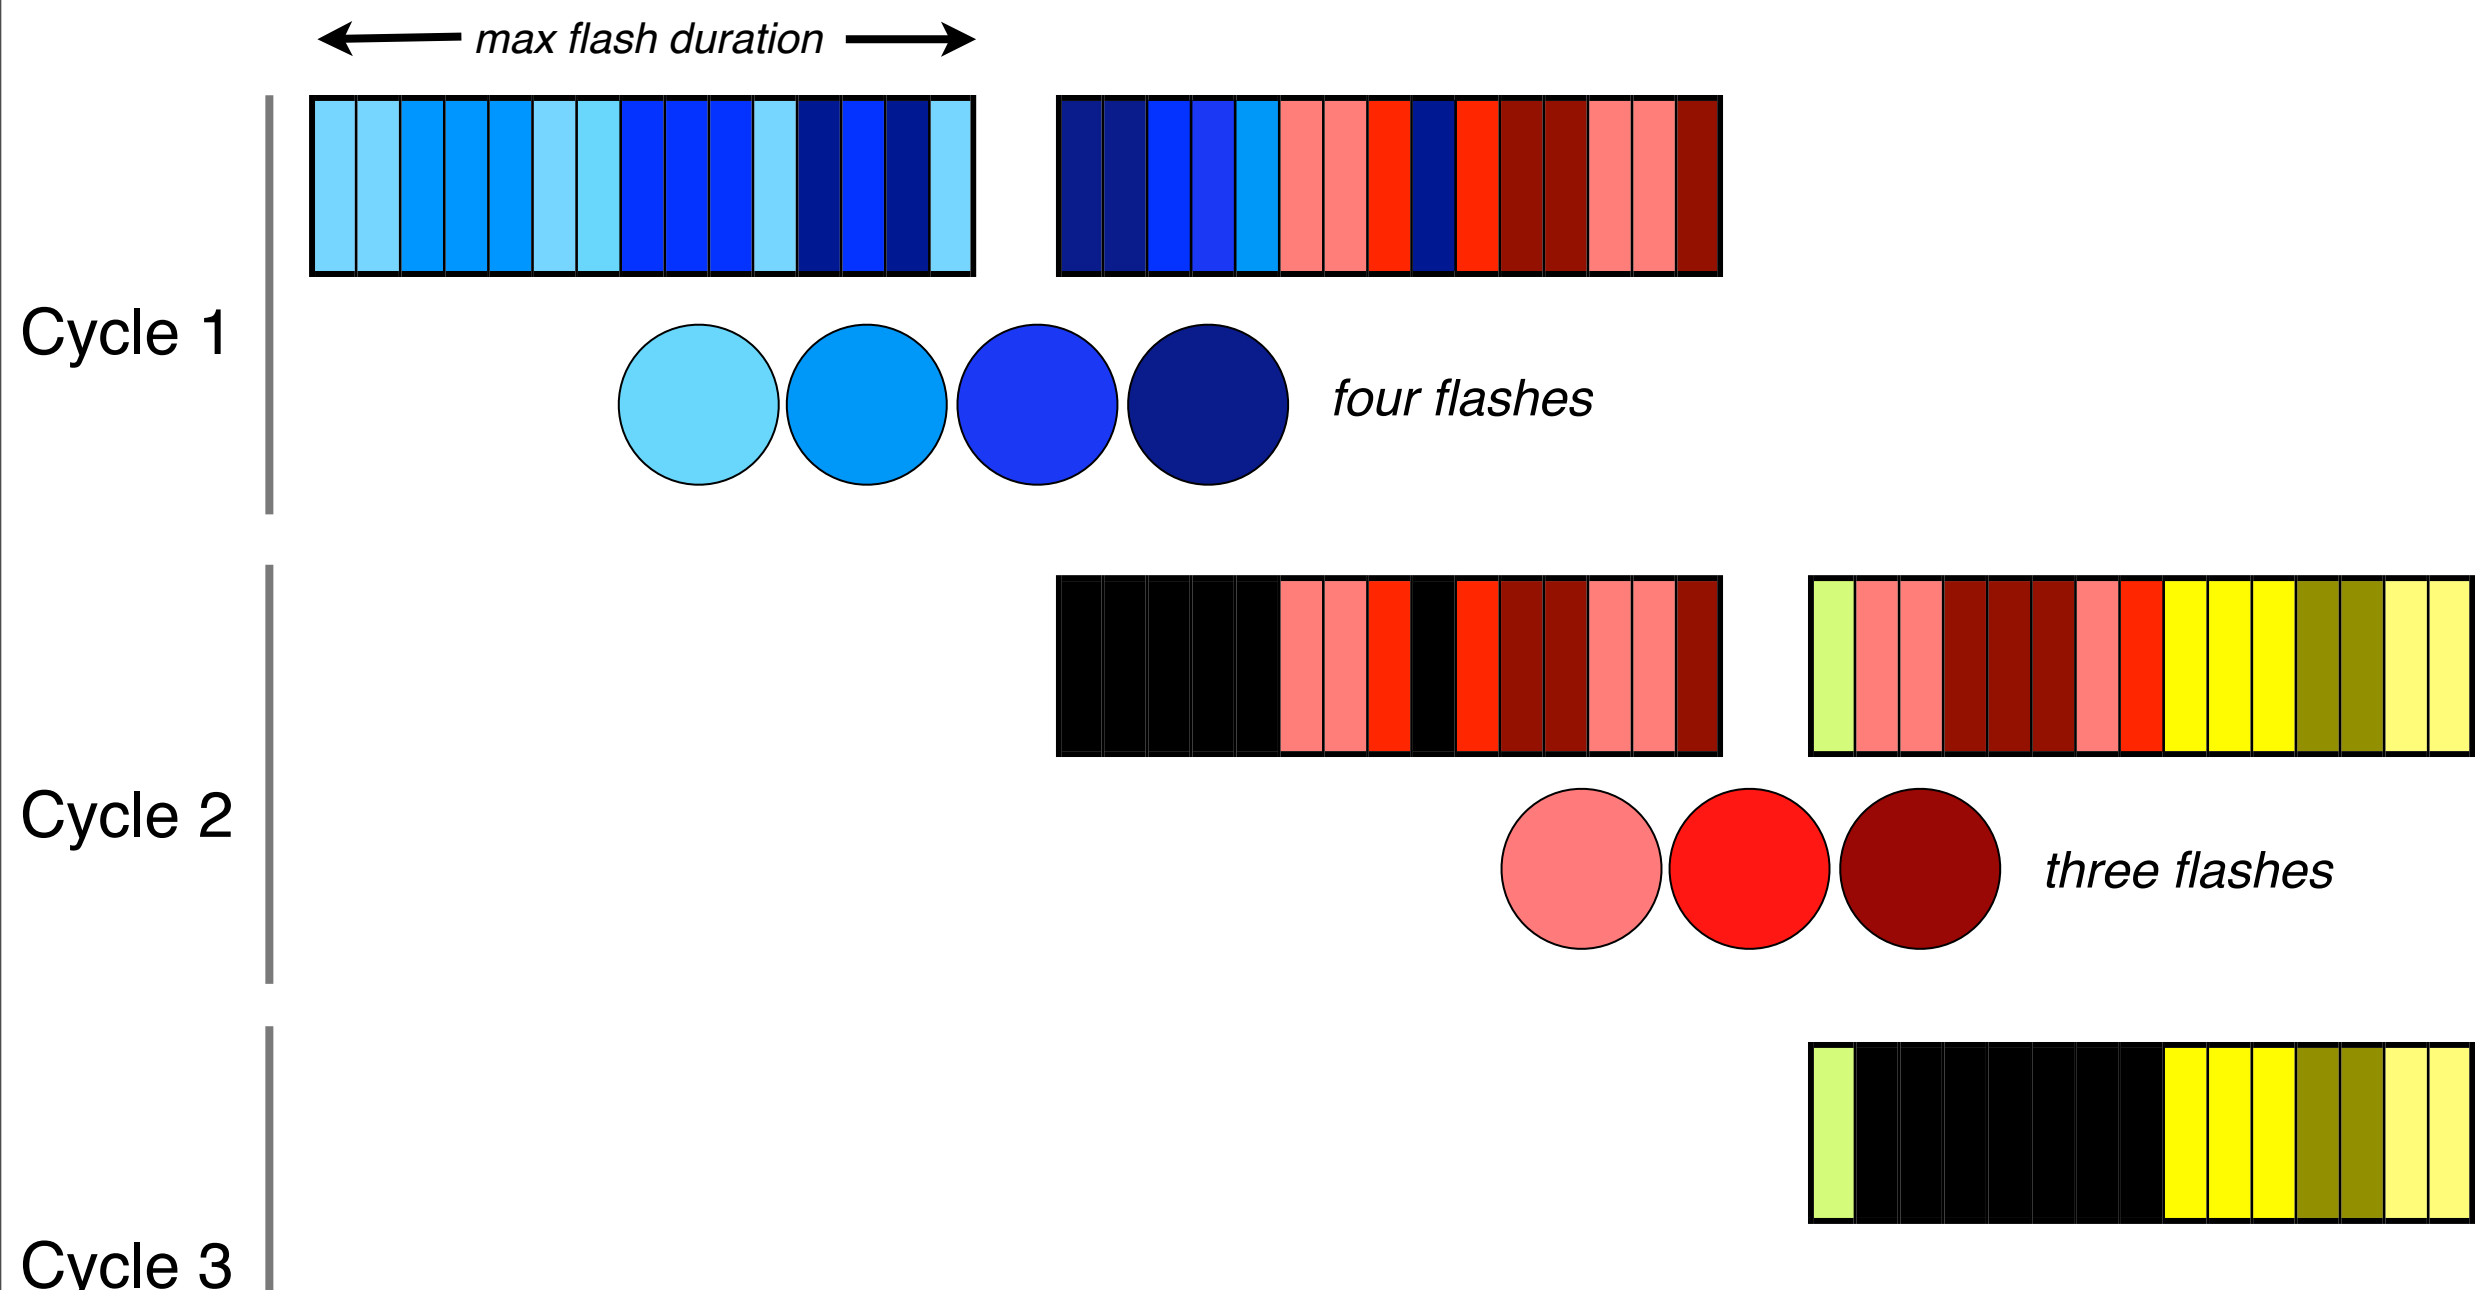 max flash duration
Cycle 1
four flashes
Cycle 2
three flashes
Cycle 3